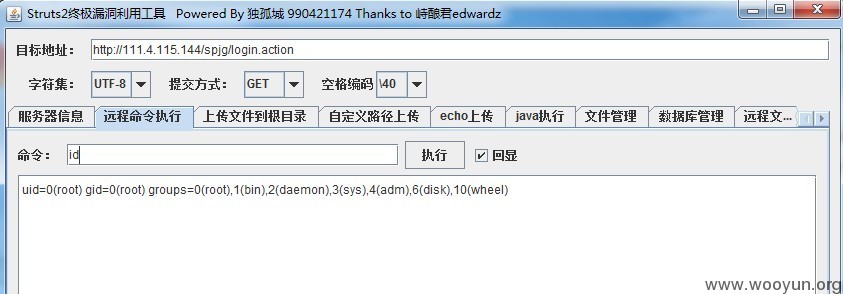 Struts2终极漏洞利用工具 Powered By 独孤城 990421174 Thanks to 峙酿君edwardz
目标地址： http://111.4.115.144/spjg/login.action
字符集： UTF-8 提交方式： GET 空格编码 \40
服务器信息 远程命令执行 上传文件到根目录 自定义路径上传 echo上传 java执行 文件管理 数据库管理 远程文...
命令： id 执行 回显
uid=0(root) gid=0(root) groups=0(root),1(bin),2(daemon),3(sys),4(adm),6(disk),10(wheel)
www.wooyun.org